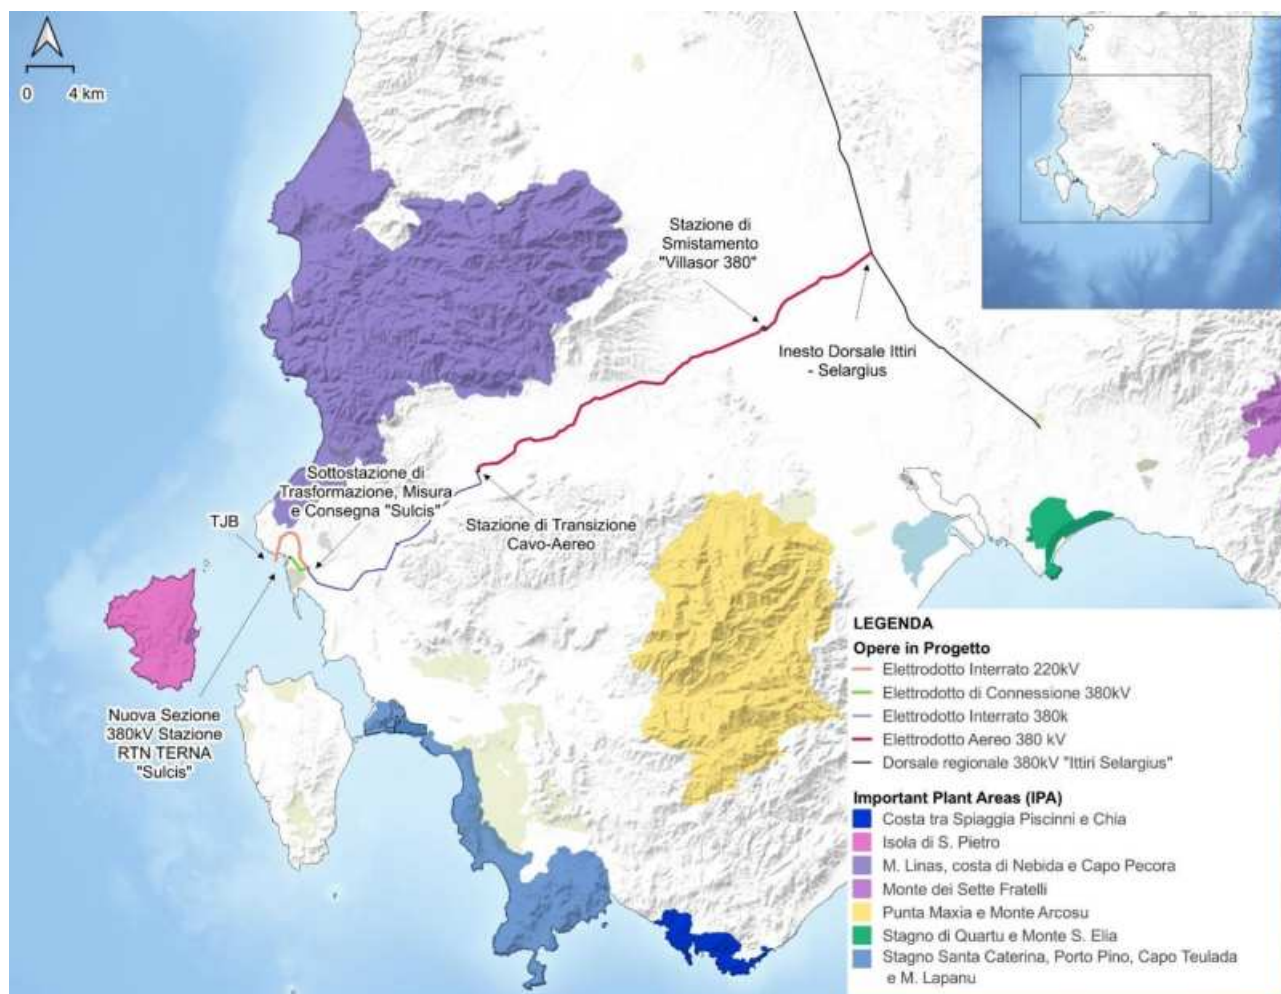 0 4 km
Stazione di
Smistamento
"Villasor 380"
Inesto Dorsale Ittiri
- Selargius
Sottostazione di
Trasformazione, Misura
e Consegna "Sulcis"
TJB
Stazione di Transizione
Cavo-Aereo
Nuova Sezione
380kV Stazione
RTN TERNA
"Sulcis"
LEGENDA
Opere in Progetto
Elettrodotto Interrato 220kV
Elettrodotto di Connessione 380kV
Elettrodotto Interrato 380k
Elettrodotto Aereo 380 kV
Dorsale regionale 380kV "Ittiri Selargius"
Important Plant Areas (IPA)
Costa tra Spiaggia Piscinni e Chia
Isola di S. Pietro
M. Linas, costa di Nebida e Capo Pecora
Monte dei Sette Fratelli
Punta Maxia e Monte Arcosu
Stagno di Quartu e Monte S. Elia
Stagno Santa Caterina, Porto Pino, Capo Teulada
e M. Lapanu